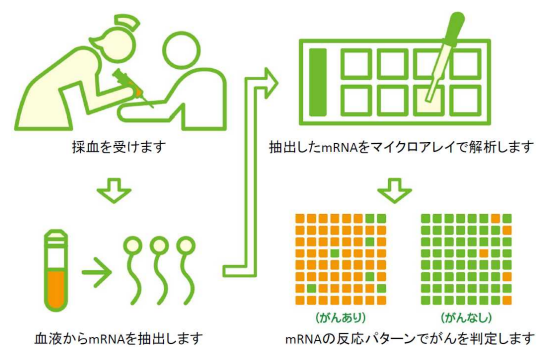 採血を受けます
血液からmRNAを抽出します
抽出したmRNAをマイクロアレイで解析します
(がんあり)
(がんなし)
mRNAの反応パターンでがんを判定します